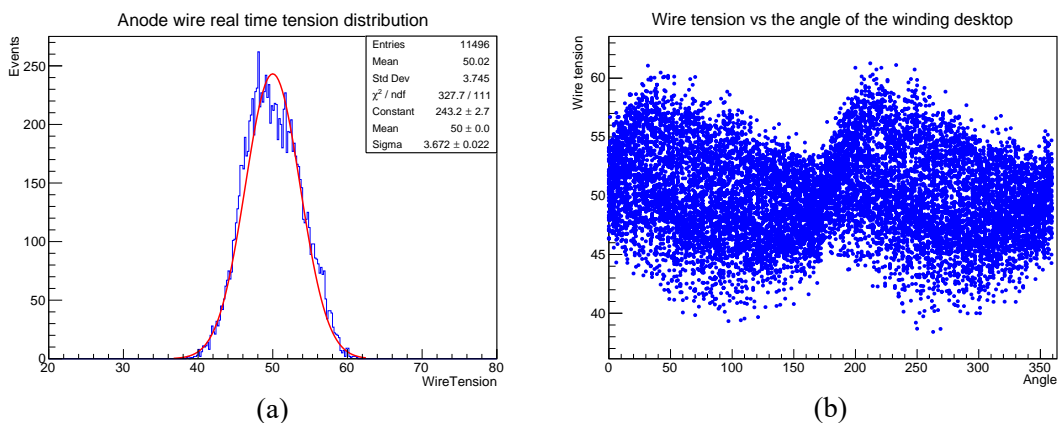 Anode wire real time tension distribution
Events
Entries 11496
Mean 50.02
Std Dev 3.745
χ² / ndf 327.7 / 111
Constant 243.2 ± 2.7
Mean 50 ± 0.0
Sigma 3.672 ± 0.022
250
200
150
100
50
0
20 30 40 50 60 70 80
WireTension
(a)
Wire tension vs the angle of the winding desktop
Wire tension
60
55
50
45
40
0 50 100 150 200 250 300 350
Angle
(b)